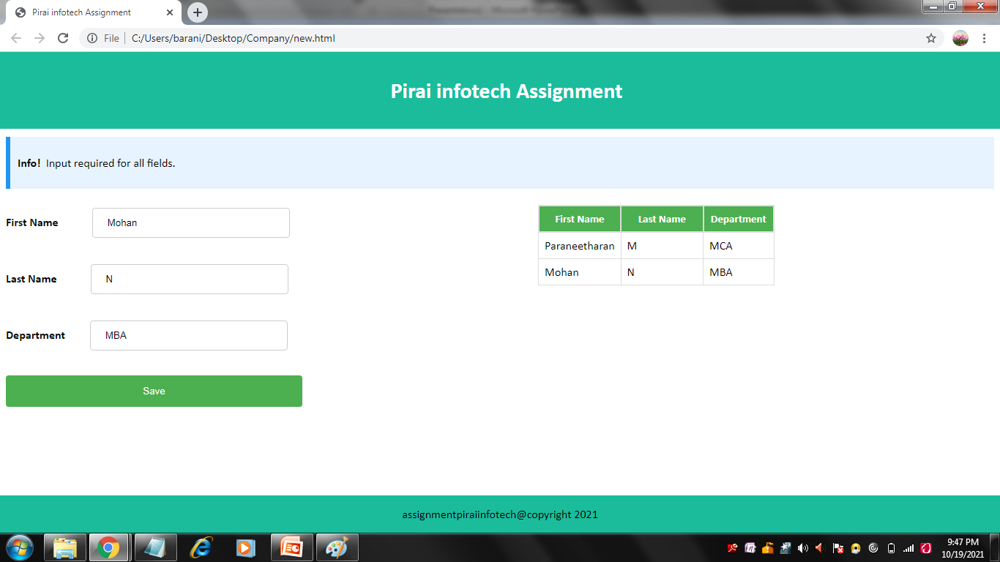 Pirai infotech Assignment
File | C:/Users/barani/Desktop/Company/new.html
Pirai infotech Assignment
Info! Input required for all fields.
First Name Mohan
Last Name N
Department MBA
Save
First Name Last Name Department
Paraneetharan M MCA
Mohan N MBA
assignmentpiraiinfotech@copyright 2021
9:47 PM
10/19/2021